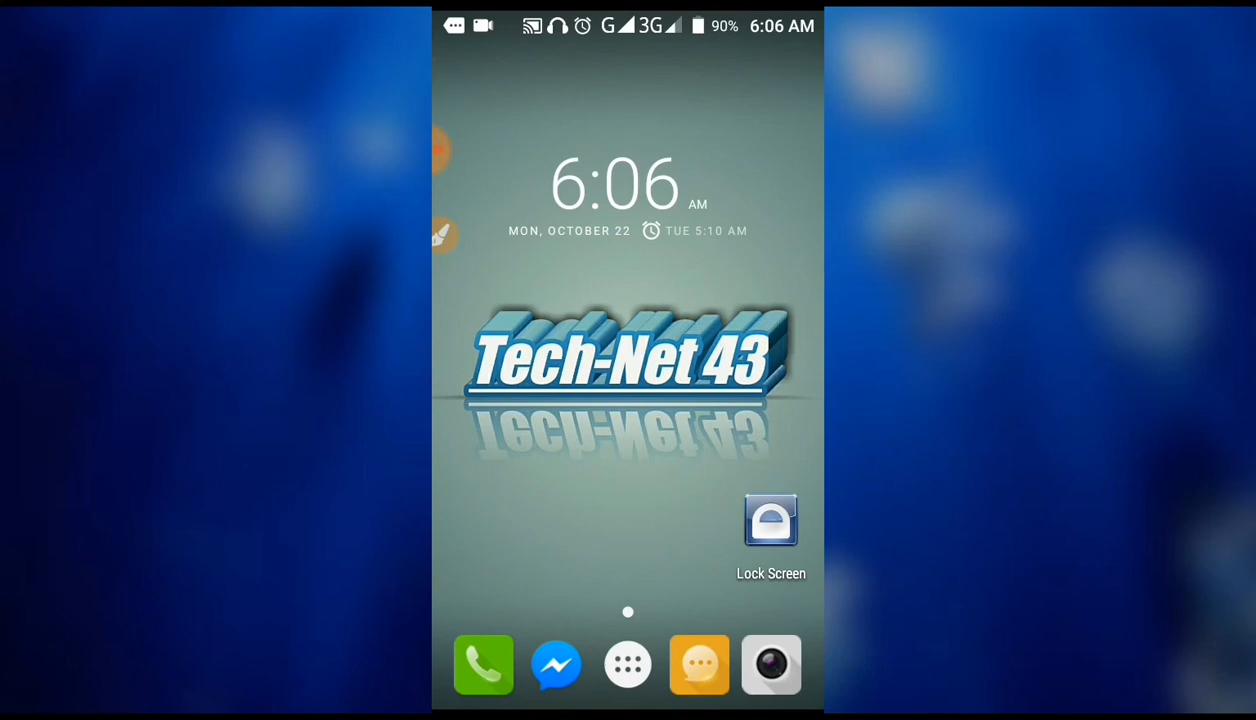 G 3G 90% 6:06 AM
6:06 AM
MON, OCTOBER 22 TUE 5:10 AM
Tech-Net 43
Lock Screen